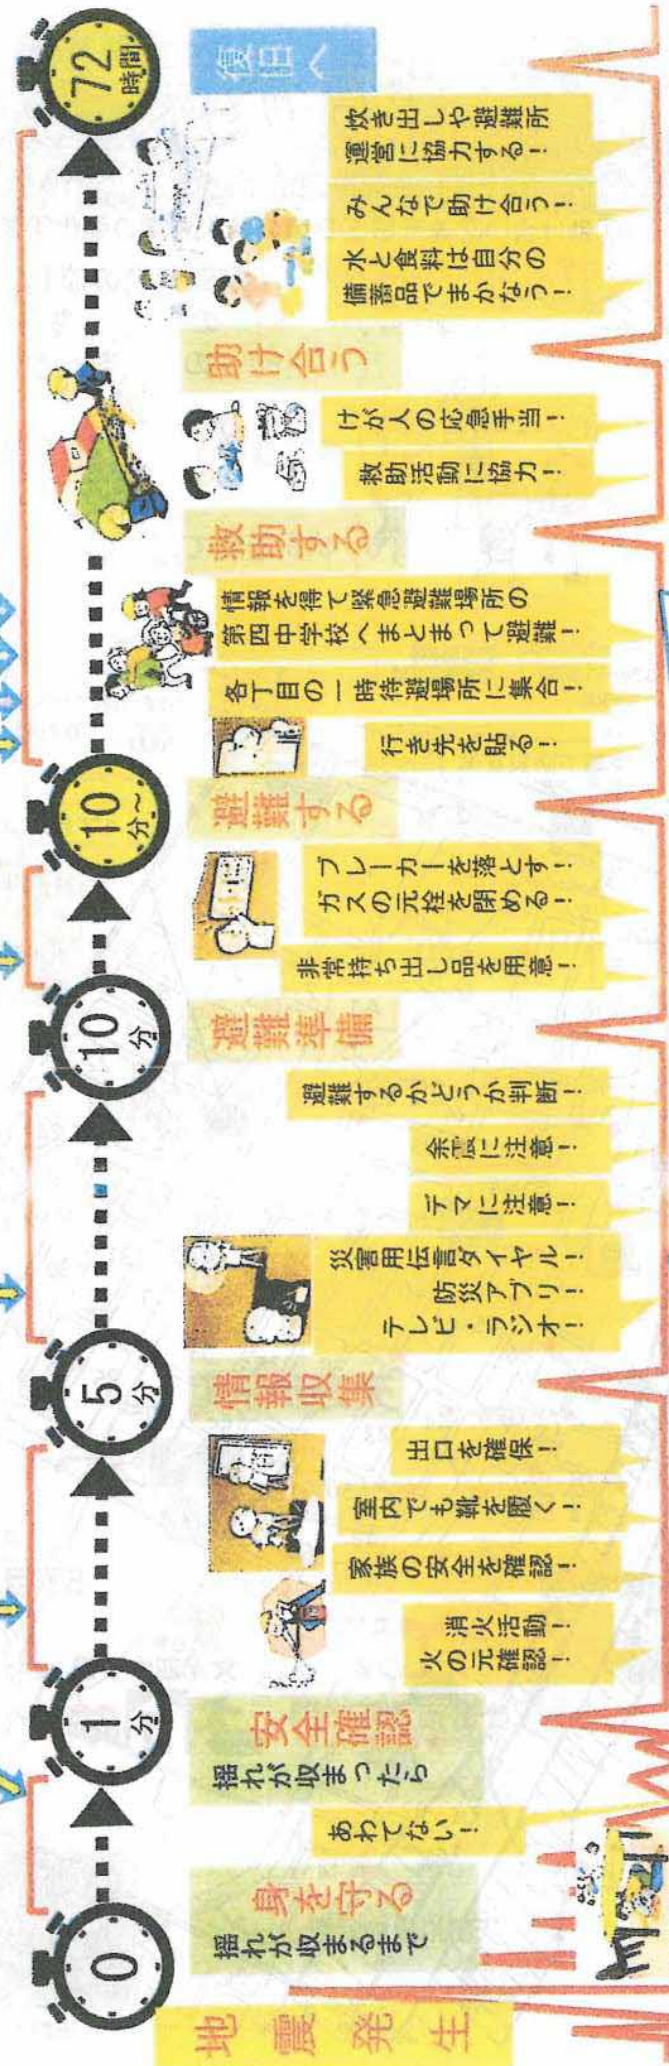 地震発生
0
身を守る
揺れが収まるまで
あわてない！
1分
安全確認
揺れが収まったら
消火活動！
火の元確認！
家族の安全を確認！
室内でも靴を履く！
出口を確保！
5分
情報収集
災害用伝言ダイヤル！
防災アプリ！
テレビ・ラジオ！
デマに注意！
余震に注意！
避難するかどうか判断！
10分
避難準備
非常持ち出し品を用意！
ブレーカーを落とす！
ガスの元栓を閉める！
10分～
避難する
行き先を貼る！
各丁目の一時待避場所に集合！
情報を得て緊急避難場所の
第四中学校へまとまって避難！
救助する
救助活動に協力！
けが人の応急手当！
助け合う
水と食料は自分の
備蓄品でまかなう！
みんなで助け合う！
炊き出しや避難所
運営に協力する！
72時間
復旧へ